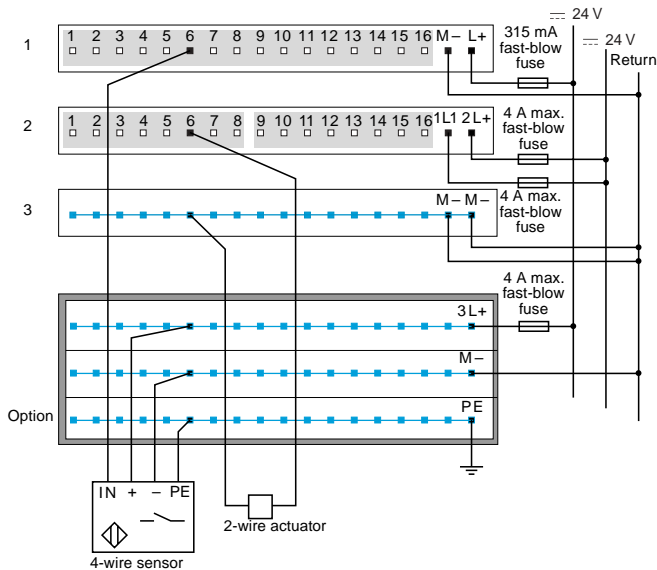 24 V
24 V
Return
1
1 2 3 4 5 6 7 8 9 10 11 12 13 14 15 16 M– L+
315 mA
fast-blow
fuse
2
1 2 3 4 5 6 7 8 9 10 11 12 13 14 15 16 1L1 2L+
4 A max.
fast-blow
fuse
3
M– M–
4 A max.
fast-blow
fuse
4 A max.
fast-blow
fuse
3L+
M–
Option
PE
IN + – PE
2-wire actuator
4-wire sensor